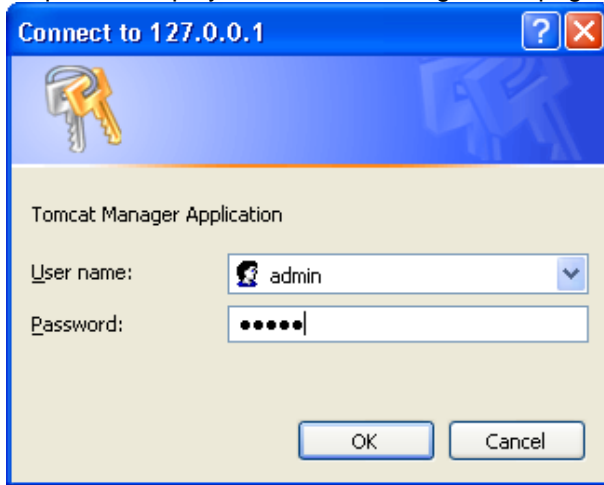 Connect to 127.0.0.1
Tomcat Manager Application
User name:
admin
Password:
•••••
OK
Cancel